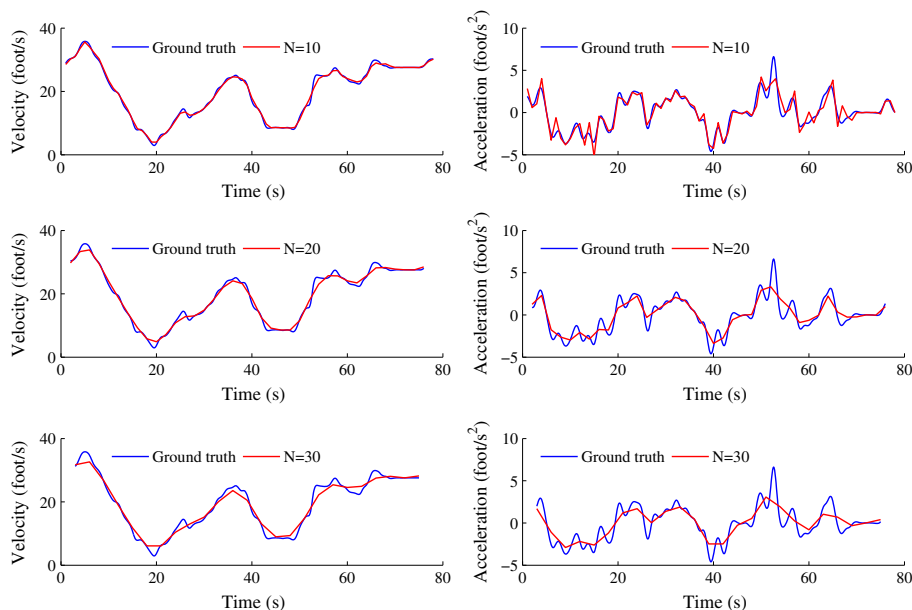 Velocity (foot/s)
40
20
0
Ground truth N=10
0 20 40 60 80
Time (s)
Acceleration (foot/s²)
10
5
0
−5
Ground truth N=10
0 20 40 60 80
Time (s)
Velocity (foot/s)
40
20
0
Ground truth N=20
0 20 40 60 80
Time (s)
Acceleration (foot/s²)
10
5
0
−5
Ground truth N=20
0 20 40 60 80
Time (s)
Velocity (foot/s)
40
20
0
Ground truth N=30
0 20 40 60 80
Time (s)
Acceleration (foot/s²)
10
5
0
−5
Ground truth N=30
0 20 40 60 80
Time (s)